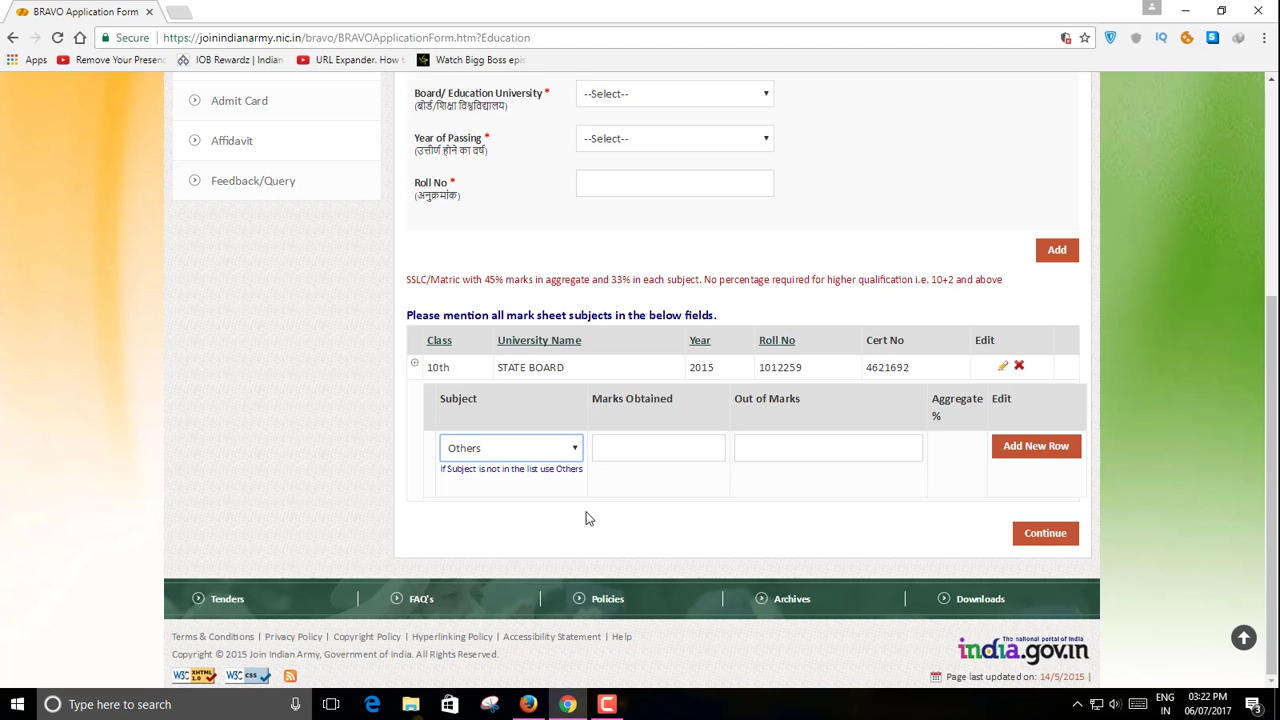 BRAVO Application Form
Secure
https://joinindianarmy.nic.in/bravo/BRAVOApplicationForm.htm?Education
Apps
Remove Your Presenc
IOB Rewardz | Indian
URL Expander. How t
Watch Bigg Boss epis
Admit Card
Affidavit
Feedback/Query
Board/ Education University *
(बोर्ड/शिक्षा विश्वविद्यालय)
--Select--
Year of Passing *
(उत्तीर्ण होने का वर्ष)
--Select--
Roll No *
(अनुक्रमांक)
Add
SSLC/Matric with 45% marks in aggregate and 33% in each subject. No percentage required for higher qualification i.e. 10+2 and above
Please mention all mark sheet subjects in the below fields.
Class University Name Year Roll No Cert No Edit
10th STATE BOARD 2015 1012259 4621692
Subject Marks Obtained Out of Marks Aggregate % Edit
Others
Add New Row
If Subject is not in the list use Others
Continue
Tenders FAQ's Policies Archives Downloads
Terms & Conditions | Privacy Policy | Copyright Policy | Hyperlinking Policy | Accessibility Statement | Help
Copyright © 2015 Join Indian Army, Government of India. All Rights Reserved.
The national portal of India
india.gov.in
W3C XHTML 1.0
W3C css
Page last updated on: 14/5/2015
Type here to search
ENG
IN
03:22 PM
06/07/2017
3